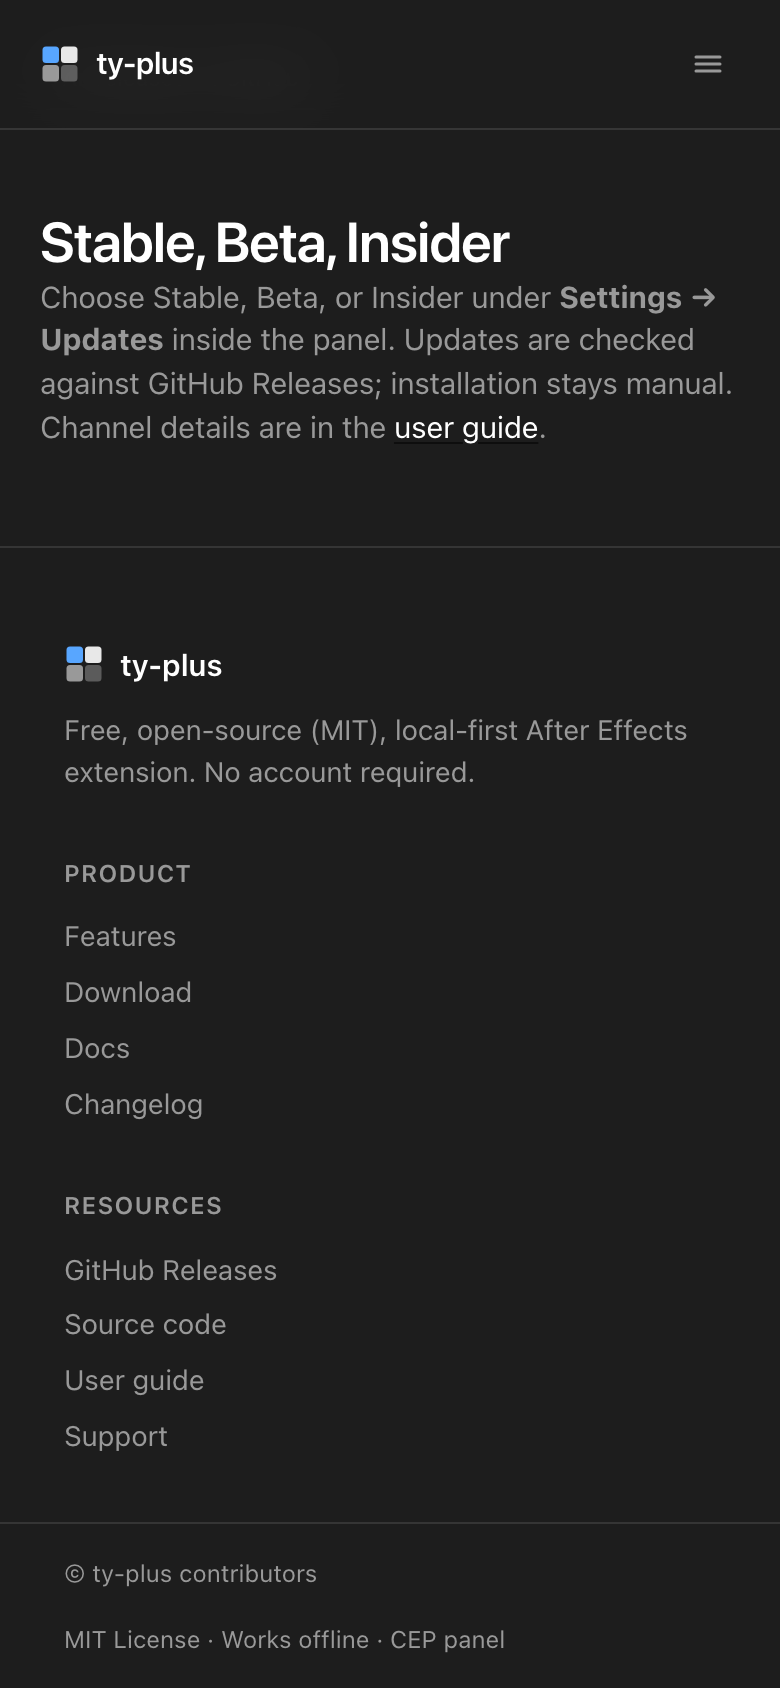 ty-plus
Stable, Beta, Insider
Choose Stable, Beta, or Insider under Settings →
Updates inside the panel. Updates are checked
against GitHub Releases; installation stays manual.
Channel details are in the user guide.
ty-plus
Free, open-source (MIT), local-first After Effects
extension. No account required.
PRODUCT
Features
Download
Docs
Changelog
RESOURCES
GitHub Releases
Source code
User guide
Support
© ty-plus contributors
MIT License · Works offline · CEP panel